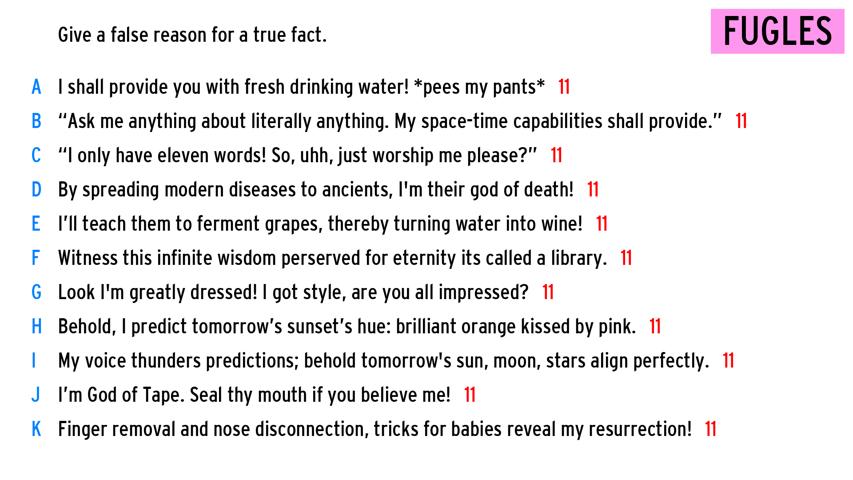 Give a false reason for a true fact.
FUGLES
A I shall provide you with fresh drinking water! *pees my pants* 11
B “Ask me anything about literally anything. My space-time capabilities shall provide.” 11
C “I only have eleven words! So, uhh, just worship me please?” 11
D By spreading modern diseases to ancients, I'm their god of death! 11
E I’ll teach them to ferment grapes, thereby turning water into wine! 11
F Witness this infinite wisdom perserved for eternity its called a library. 11
G Look I'm greatly dressed! I got style, are you all impressed? 11
H Behold, I predict tomorrow’s sunset’s hue: brilliant orange kissed by pink. 11
I My voice thunders predictions; behold tomorrow's sun, moon, stars align perfectly. 11
J I’m God of Tape. Seal thy mouth if you believe me! 11
K Finger removal and nose disconnection, tricks for babies reveal my resurrection! 11